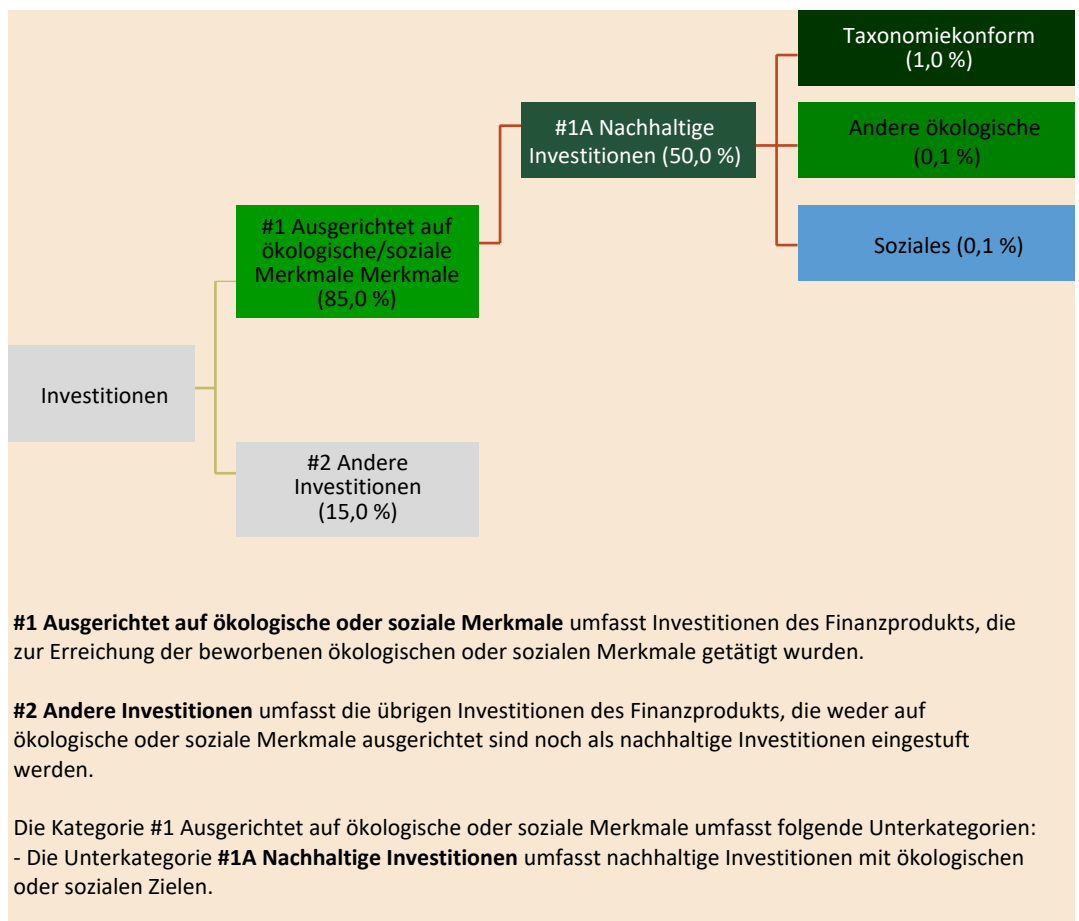 Taxonomiekonform
(1,0 %)
#1A Nachhaltige
Investitionen (50,0 %)
Andere ökologische
(0,1 %)
#1 Ausgerichtet auf
ökologische/soziale
Merkmale Merkmale
(85,0 %)
Soziales (0,1 %)
Investitionen
#2 Andere
Investitionen
(15,0 %)
#1 Ausgerichtet auf ökologische oder soziale Merkmale umfasst Investitionen des Finanzprodukts, die
zur Erreichung der beworbenen ökologischen oder sozialen Merkmale getätigt wurden.
#2 Andere Investitionen umfasst die übrigen Investitionen des Finanzprodukts, die weder auf
ökologische oder soziale Merkmale ausgerichtet sind noch als nachhaltige Investitionen eingestuft
werden.
Die Kategorie #1 Ausgerichtet auf ökologische oder soziale Merkmale umfasst folgende Unterkategorien:
- Die Unterkategorie #1A Nachhaltige Investitionen umfasst nachhaltige Investitionen mit ökologischen
oder sozialen Zielen.